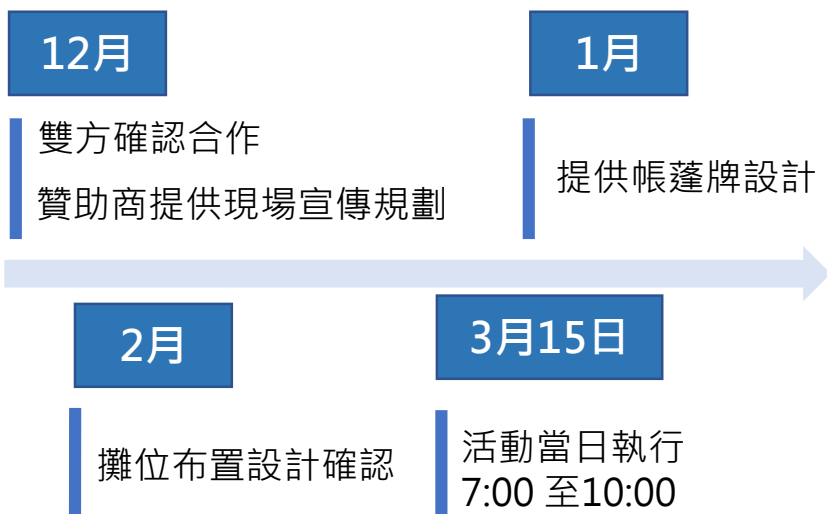 12月
雙方確認合作
贊助商提供現場宣傳規劃
1月
提供帳蓬牌設計
2月
攤位布置設計確認
3月15日
活動當日執行
7:00 至10:00